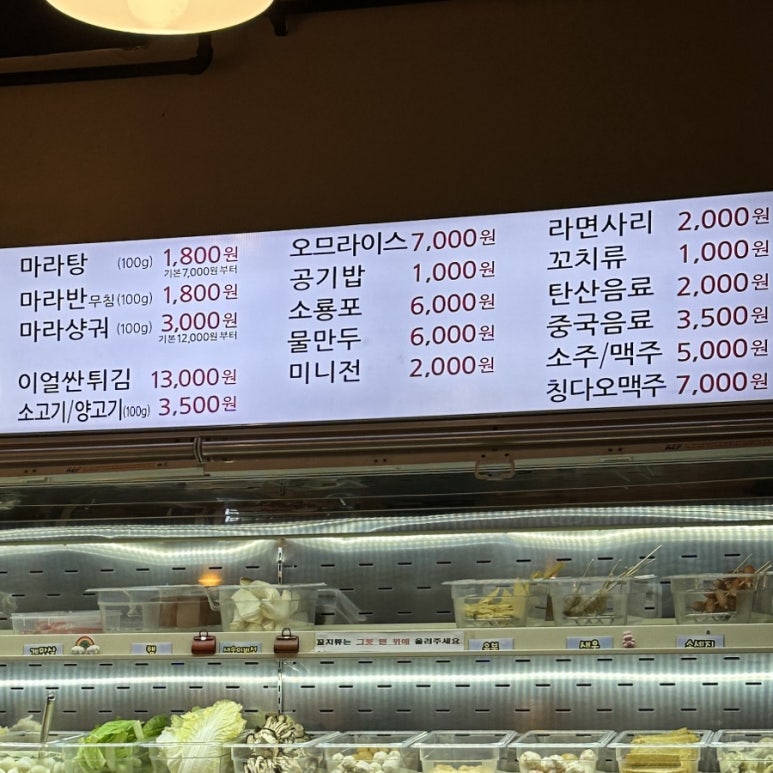 마라탕 (100g) 1,800원
기본7,000원 부터
마라반무침(100g) 1,800원
마라샹궈 (100g) 3,000원
기본12,000원 부터
이얼싼튀김 13,000원
소고기/양고기(100g) 3,500원
오므라이스 7,000원
공기밥 1,000원
소룡포 6,000원
물만두 6,000원
미니전 2,000원
라면사리 2,000원
꼬치류 1,000원
탄산음료 2,000원
중국음료 3,500원
소주/맥주 5,000원
칭다오맥주 7,000원
꼬치류는 그릇 맨 위에 올려주세요
새우
소세지